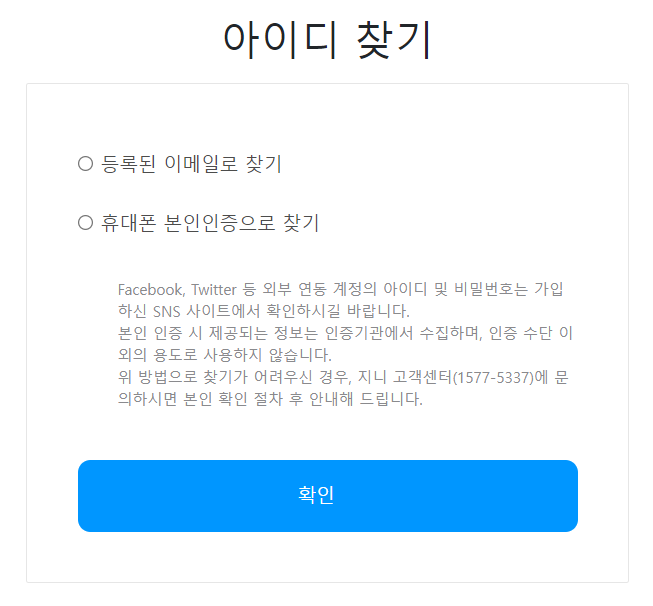 아이디 찾기
등록된 이메일로 찾기
휴대폰 본인인증으로 찾기
Facebook, Twitter 등 외부 연동 계정의 아이디 및 비밀번호는 가입
하신 SNS 사이트에서 확인하시길 바랍니다.
본인 인증 시 제공되는 정보는 인증기관에서 수집하며, 인증 수단 이
외의 용도로 사용하지 않습니다.
위 방법으로 찾기가 어려우신 경우, 지니 고객센터(1577-5337)에 문
의하시면 본인 확인 절차 후 안내해 드립니다.
확인